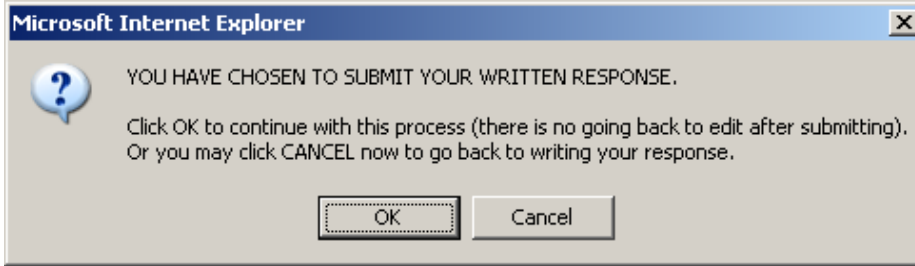 Microsoft Internet Explorer
YOU HAVE CHOSEN TO SUBMIT YOUR WRITTEN RESPONSE.
Click OK to continue with this process (there is no going back to edit after submitting).
Or you may click CANCEL now to go back to writing your response.
OK Cancel